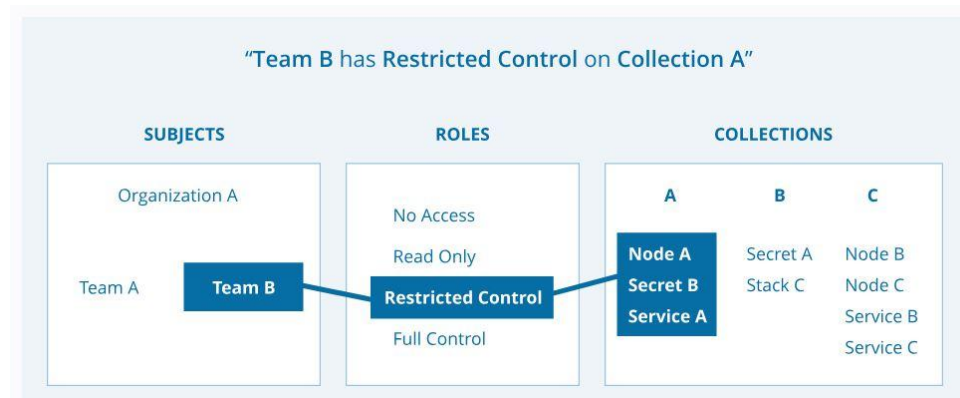 “Team B has Restricted Control on Collection A”
SUBJECTS
Organization A
Team A
Team B
ROLES
No Access
Read Only
Restricted Control
Full Control
COLLECTIONS
A
Node A
Secret B
Service A
B
Secret A
Stack C
C
Node B
Node C
Service B
Service C